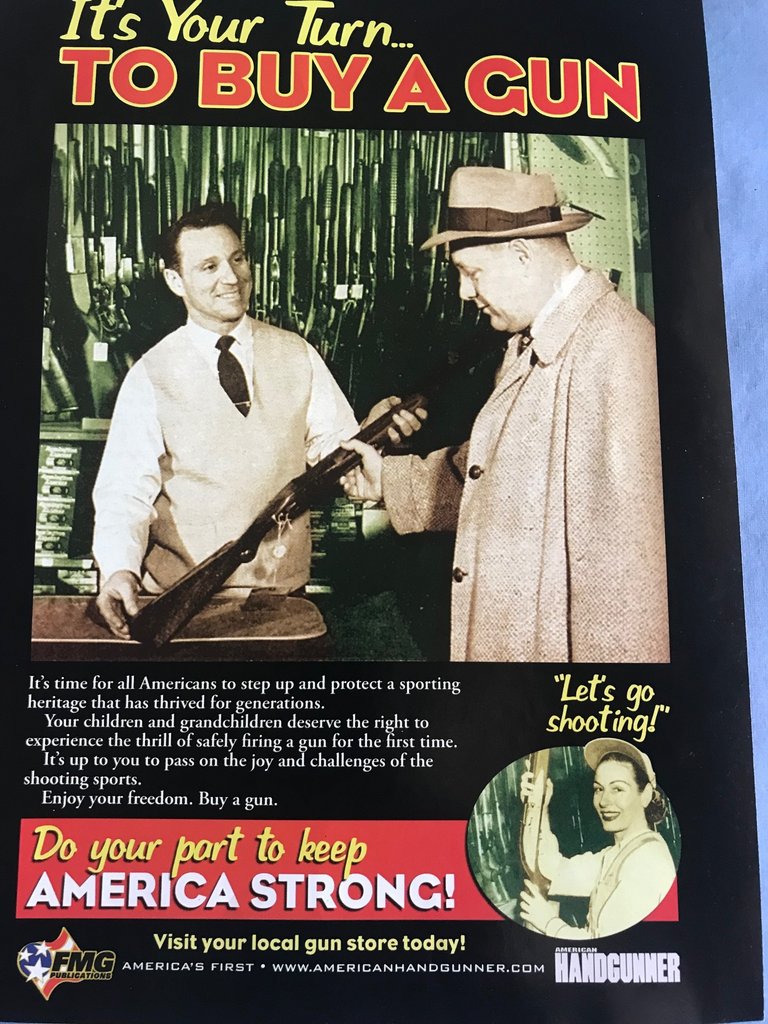 It's Your Turn...
TO BUY A GUN
It's time for all Americans to step up and protect a sporting
heritage that has thrived for generations.
Your children and grandchildren deserve the right to
experience the thrill of safely firing a gun for the first time.
It's up to you to pass on the joy and challenges of the
shooting sports.
Enjoy your freedom. Buy a gun.
"Let's go
shooting!"
Do your part to keep
AMERICA STRONG!
Visit your local gun store today!
FMG
PUBLICATIONS
AMERICA'S FIRST • WWW.AMERICANHANDGUNNER.COM
AMERICAN
HANDGUNNER